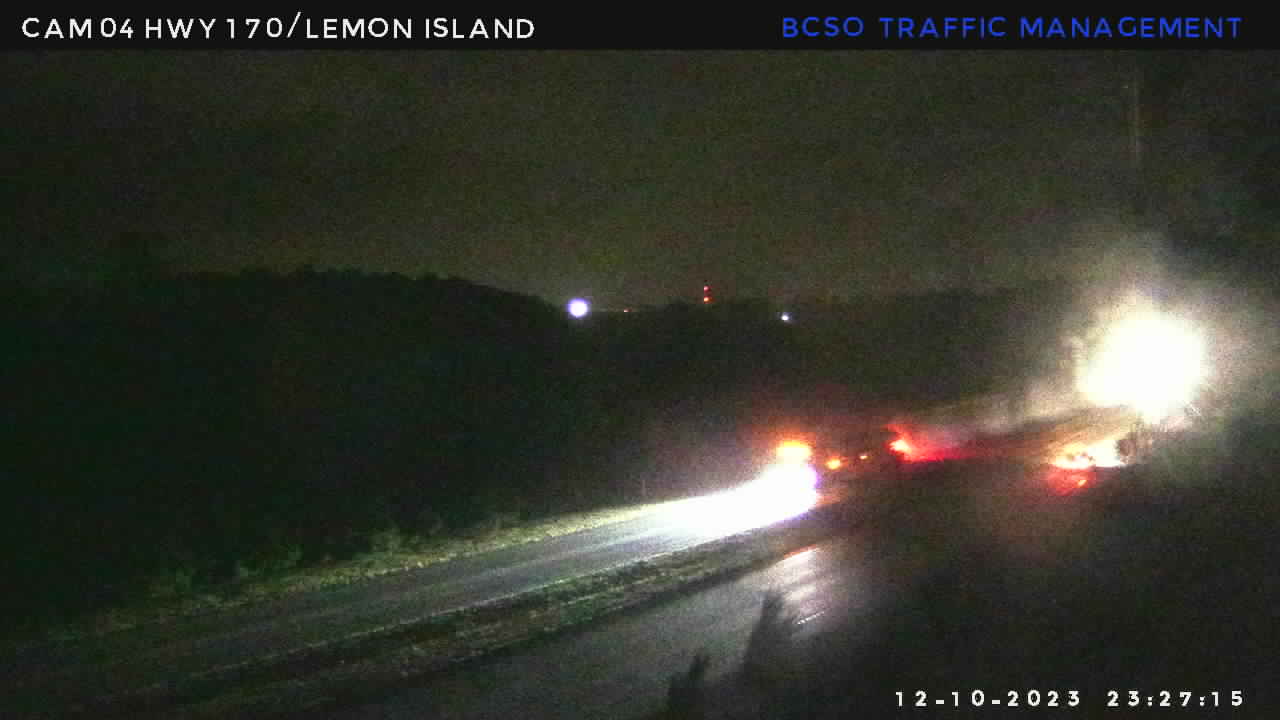 CAM04 HWY 170/LEMON ISLAND
BCSO TRAFFIC MANAGEMENT
12-10-2023 23:27:15